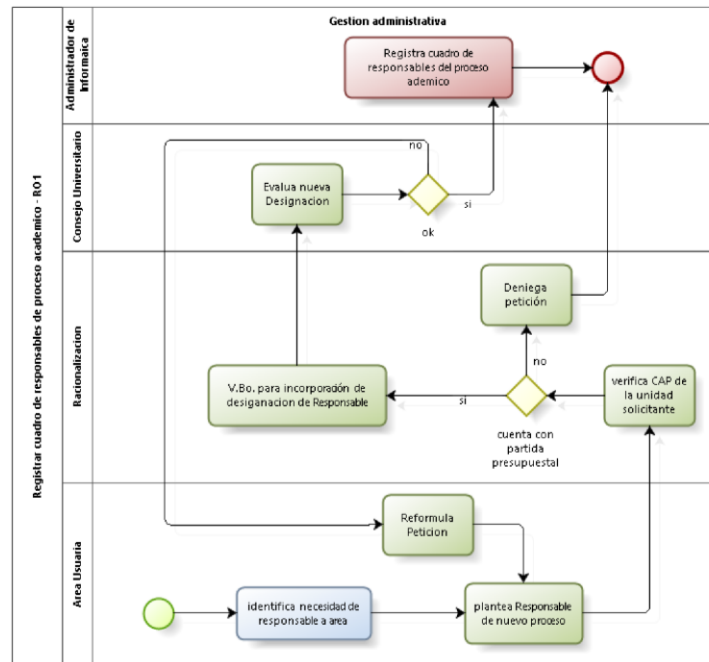 Gestion administrativa
Registrar cuadro de responsables de proceso academico - RO1
Administrador de
Informaica
Registra cuadro de
responsables del proceso
ademico
Consejo Universitario
no
Evalua nueva
Designacion
si
ok
Racionalizacion
Deniega
petición
no
V.Bo. para incorporación de
desiganacion de Responsable
si
verifica CAP de
la unidad
solicitante
cuenta con
partida
presupuestal
Area Usuaria
Reformula
Peticion
identifica necesidad de
responsable a area
plantea Responsable
de nuevo proceso